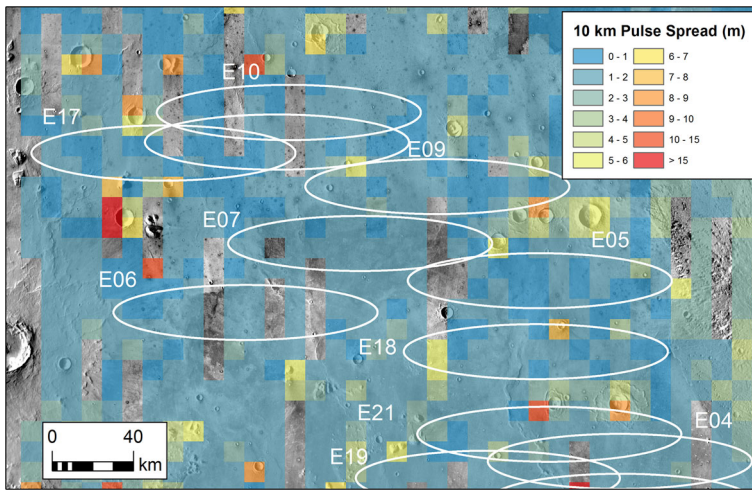 10 km Pulse Spread (m)
0 - 1
1 - 2
2 - 3
3 - 4
4 - 5
5 - 6
6 - 7
7 - 8
8 - 9
9 - 10
10 - 15
> 15
E10
E17
E09
E07
E05
E06
E18
E21
E04
E19
0 40
km